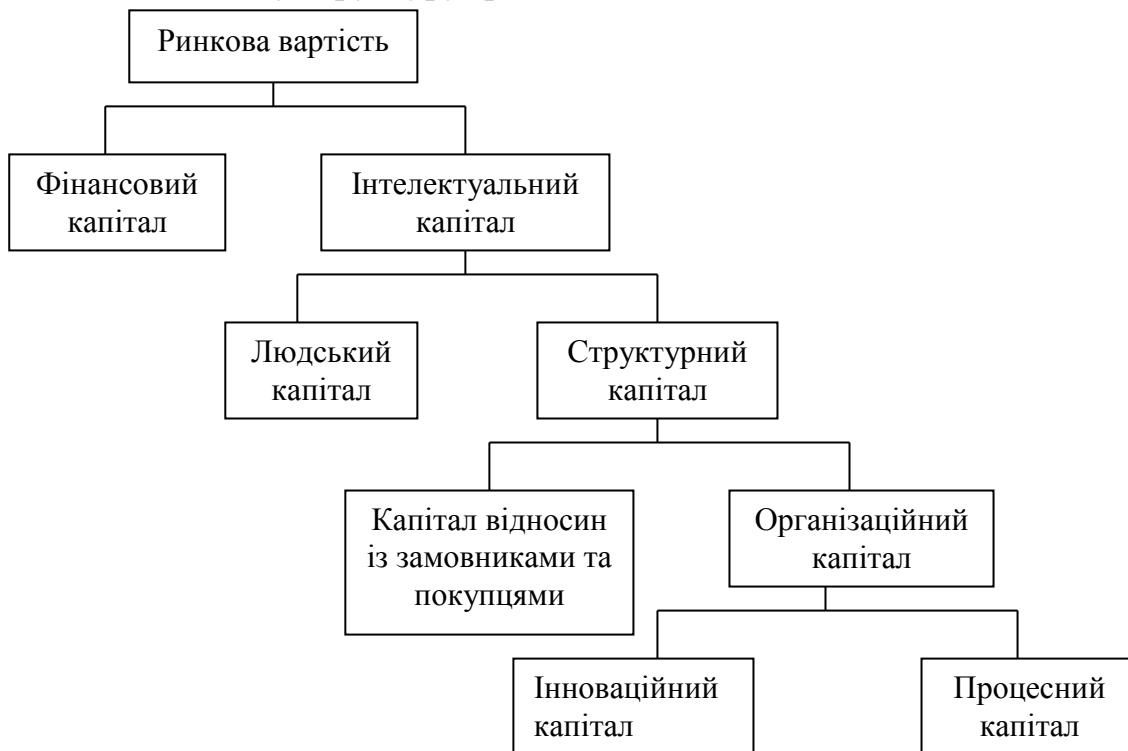 Ринкова вартість
Фінансовий
капітал
Інтелектуальний
капітал
Людський
капітал
Структурний
капітал
Капітал відносин
із замовниками та
покупцями
Організаційний
капітал
Інноваційний
капітал
Процесний
капітал